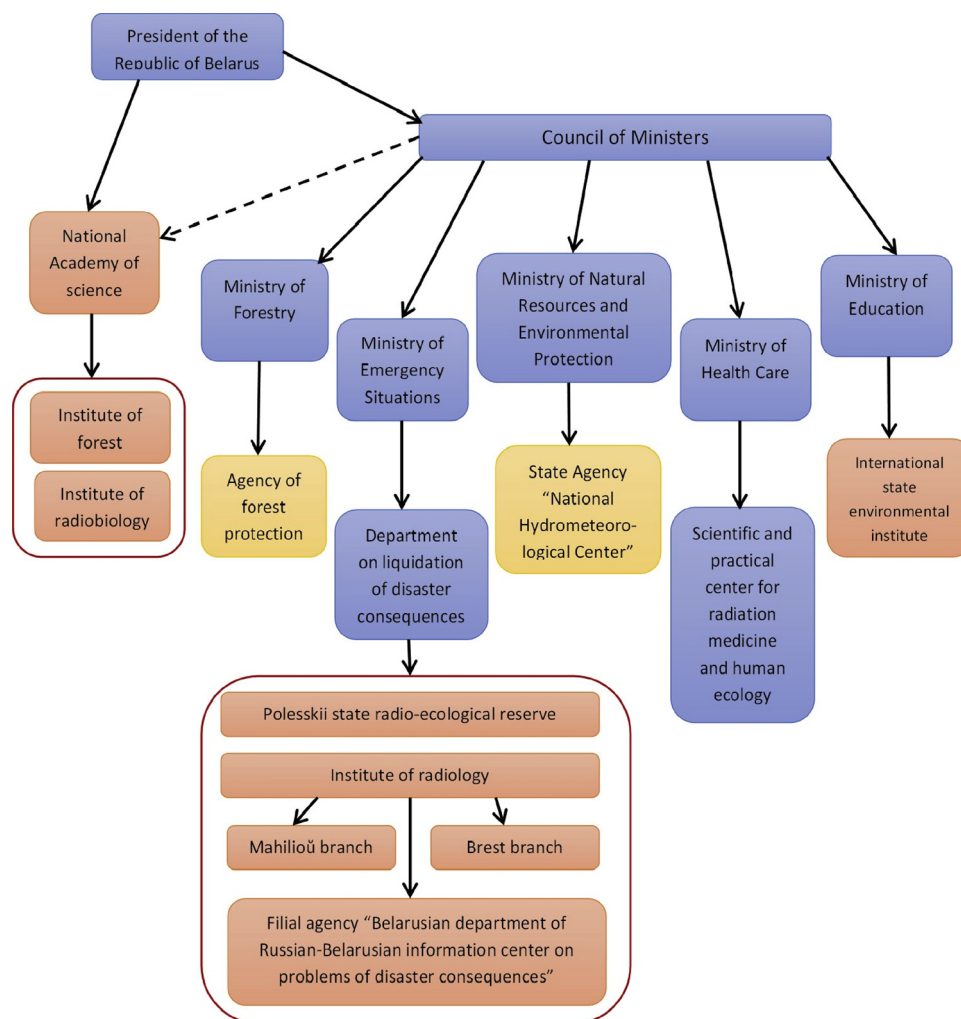 President of the
Republic of Belarus
Council of Ministers
National
Academy of
science
Ministry of
Forestry
Ministry of
Emergency
Situations
Ministry of Natural
Resources and
Environmental
Protection
Ministry of
Health Care
Ministry of
Education
Institute of
forest
Institute of
radiobiology
Agency of
forest
protection
Department
on liquidation
of disaster
consequences
State Agency
“National
Hydrometeoro-
logical Center”
Scientific and
practical
center for
radiation
medicine
and human
ecology
International
state
environmental
institute
Polesskii state radio-ecological reserve
Institute of radiology
Mahilioŭ branch
Brest branch
Filial agency “Belarusian department of
Russian-Belarusian information center on
problems of disaster consequences”